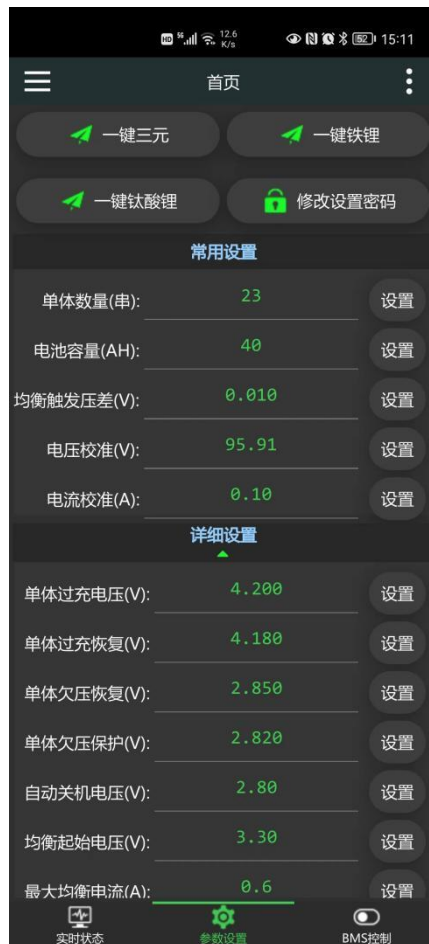 HD 5G 12.6 K/s 52 15:11
首页
一键三元 一键铁锂
一键钛酸锂 修改设置密码
常用设置
单体数量(串): 23 设置
电池容量(AH): 40 设置
均衡触发压差(V): 0.010 设置
电压校准(V): 95.91 设置
电流校准(A): 0.10 设置
详细设置
单体过充电压(V): 4.200 设置
单体过充恢复(V): 4.180 设置
单体欠压恢复(V): 2.850 设置
单体欠压保护(V): 2.820 设置
自动关机电压(V): 2.80 设置
均衡起始电压(V): 3.30 设置
最大均衡电流(A): 0.6 设置
实时状态 参数设置 BMS控制